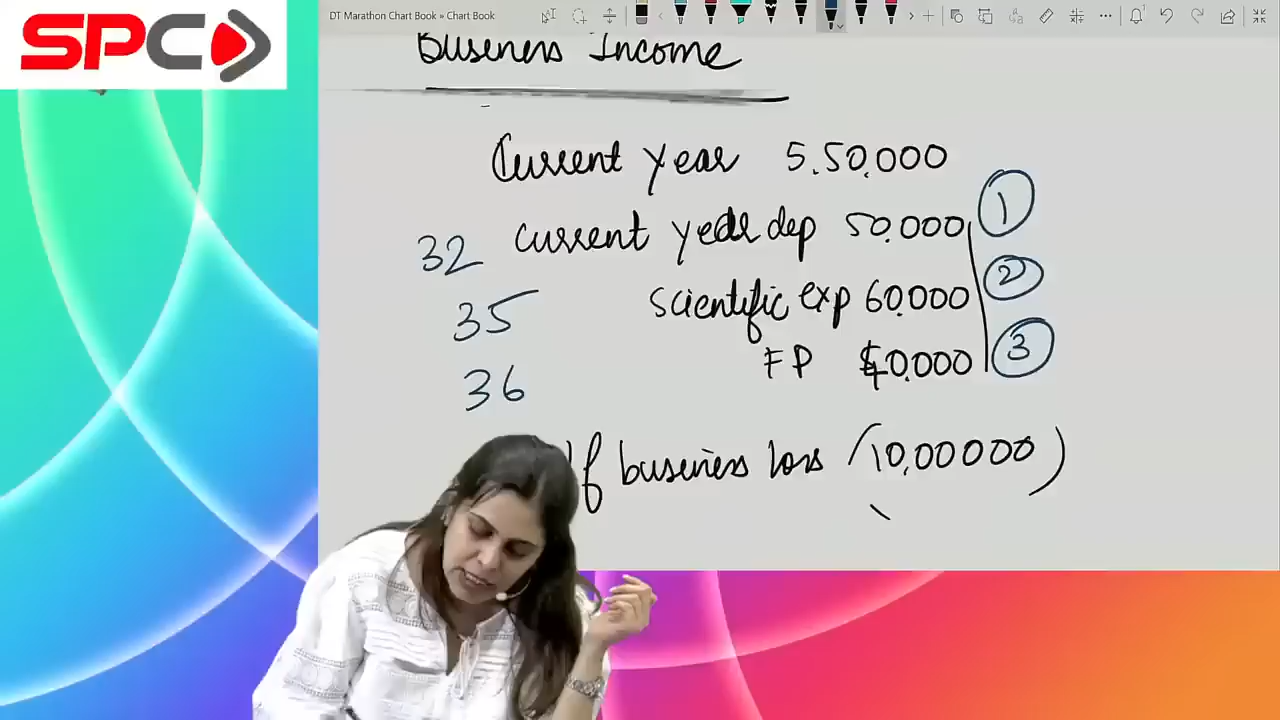 SPC
DT Marathon Chart Book » Chart Book
Business Income
Current year 5,50,000
32 current year dep 50,000 1
35 scientific exp 60,000 2
36 FP 40,000 3
If business loss (10,00000)